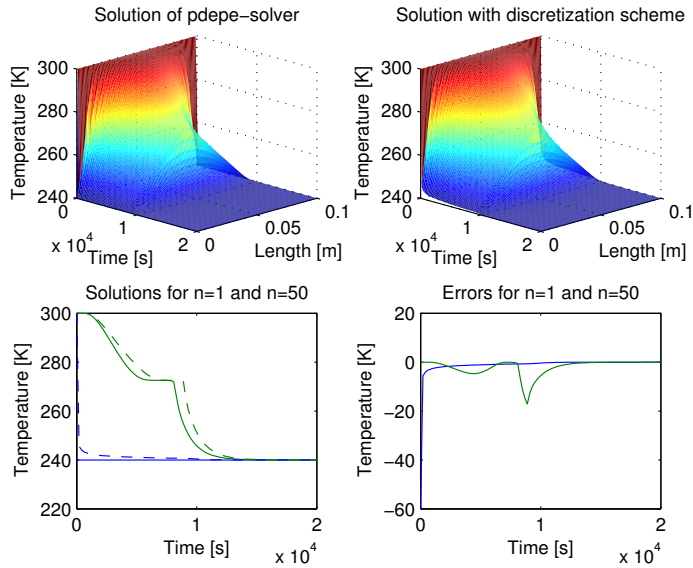 Solution of pdepe−solver
300
280
260
240
0
1
2
x 10^4
Time [s]
0
0.05
0.1
Length [m]
Temperature [K]
Solution with discretization scheme
300
280
260
240
0
1
2
x 10^4
Time [s]
0
0.05
0.1
Length [m]
Temperature [K]
Solutions for n=1 and n=50
300
280
260
240
220
0
1
2
x 10^4
Time [s]
Temperature [K]
Errors for n=1 and n=50
20
0
−20
−40
−60
0
1
2
x 10^4
Time [s]
Temperature [K]